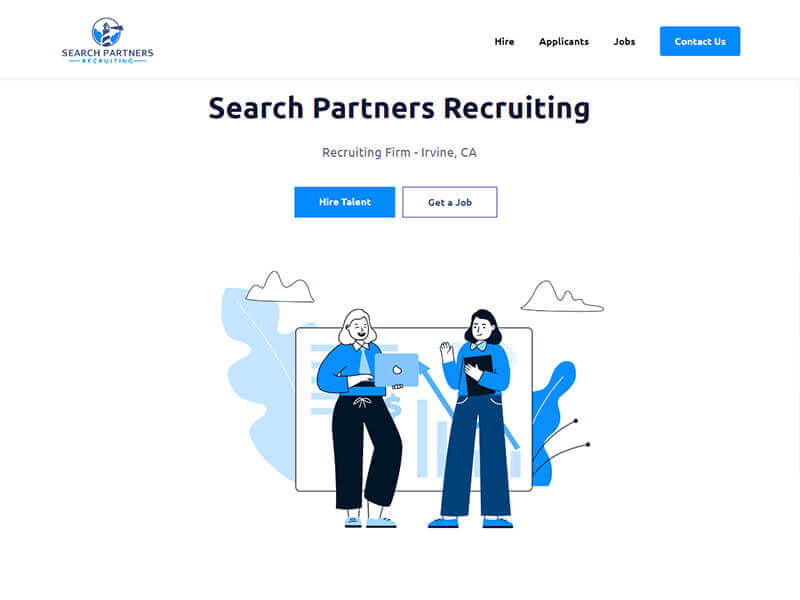 SEARCH PARTNERS
RECRUITING
Hire
Applicants
Jobs
Contact Us
Search Partners Recruiting
Recruiting Firm - Irvine, CA
Hire Talent
Get a Job
$